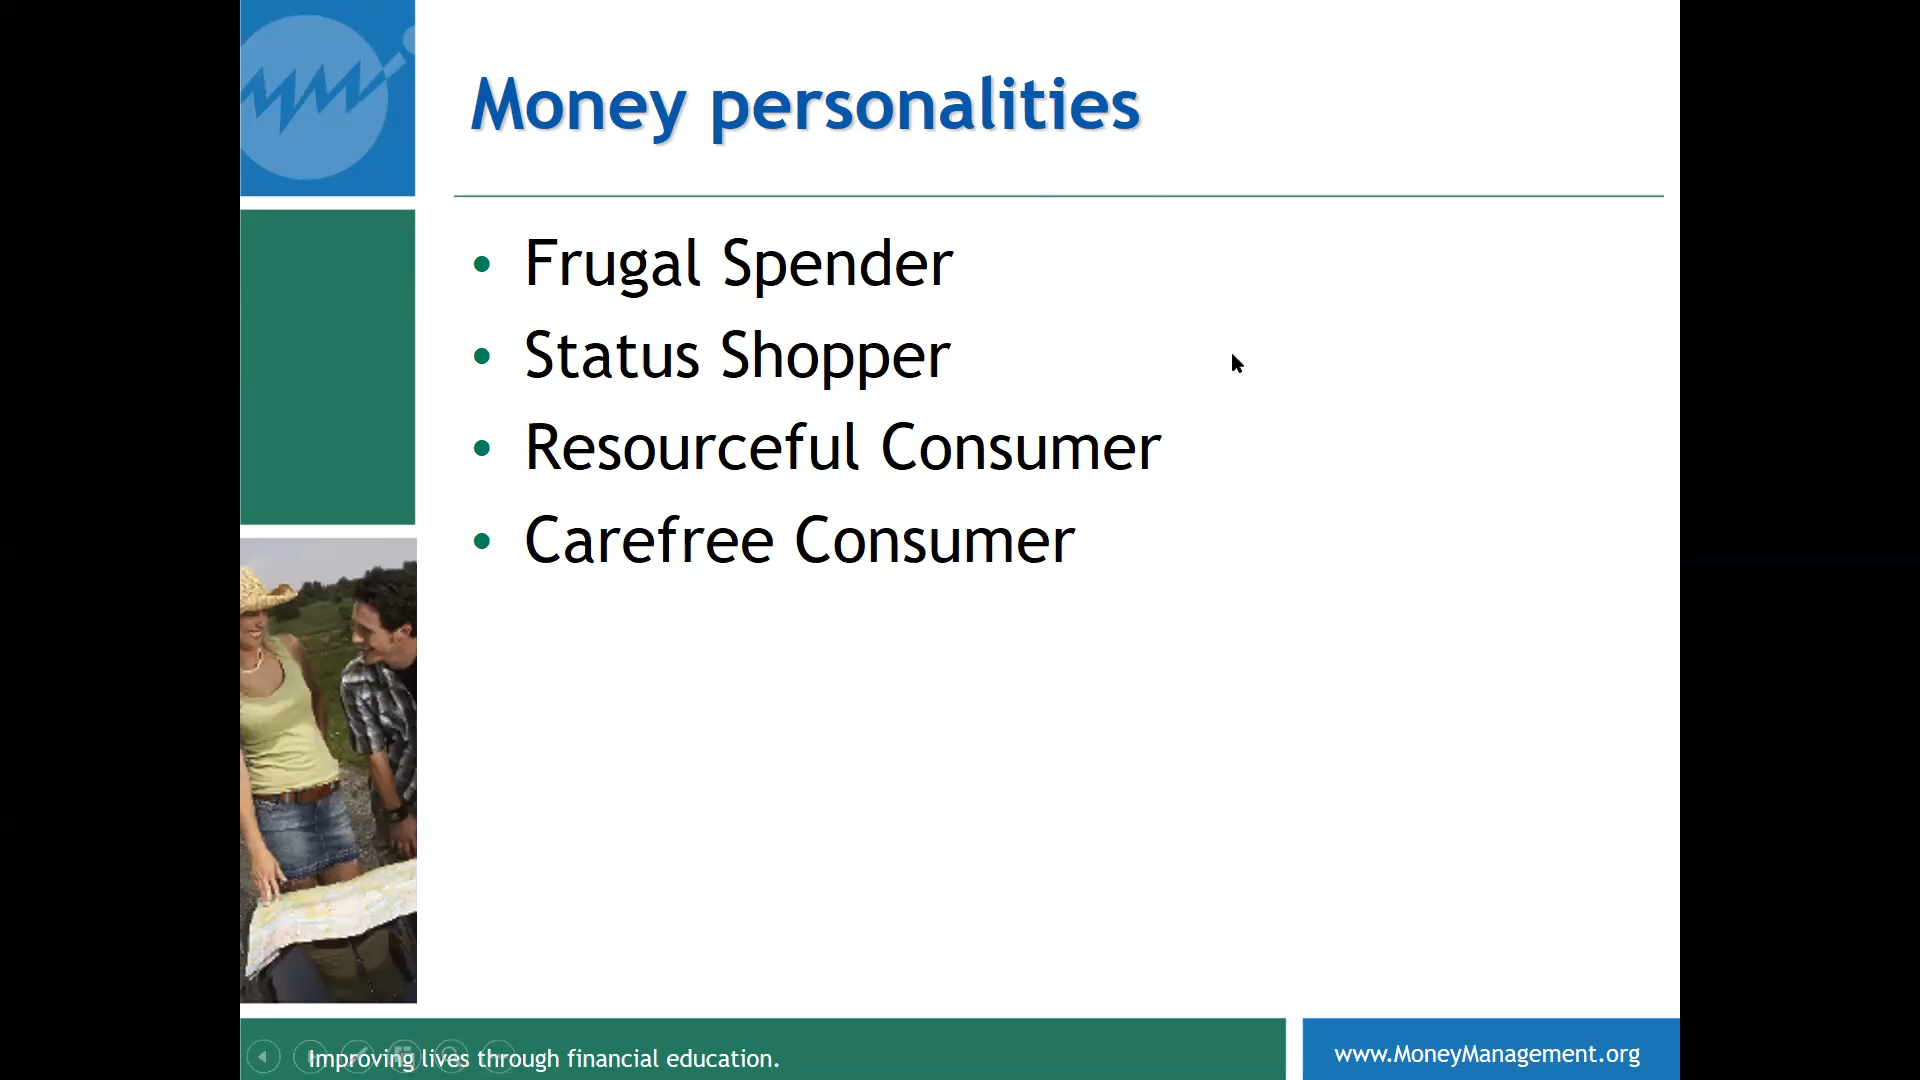 Money personalities
• Frugal Spender
• Status Shopper
• Resourceful Consumer
• Carefree Consumer
Improving lives through financial education.
www.MoneyManagement.org